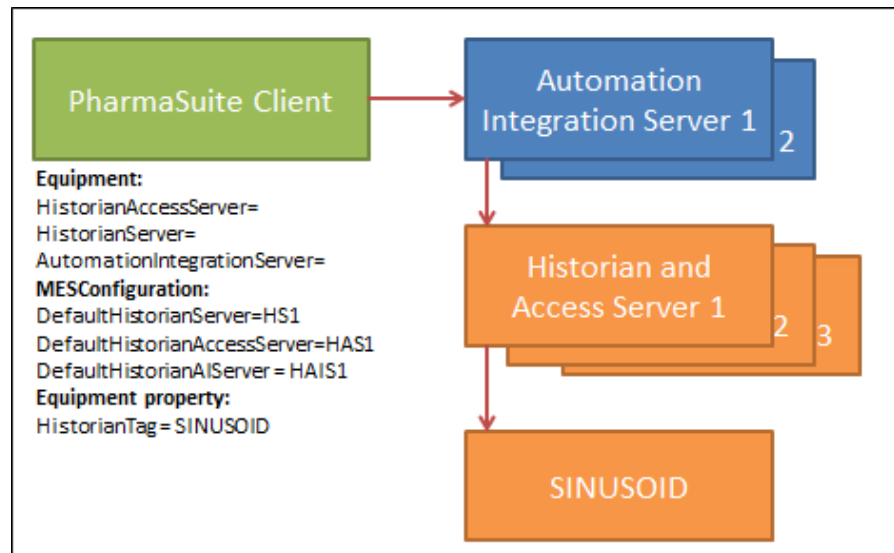 PharmaSuite Client
Automation
Integration Server 1
2
Equipment:
HistorianAccessServer=
HistorianServer=
AutomationIntegrationServer=
MESConfiguration:
DefaultHistorianServer=HS1
DefaultHistorianAccessServer=HAS1
DefaultHistorianAIServer = HAIS1
Equipment property:
HistorianTag = SINUSOID
Historian and
Access Server 1
2
3
SINUSOID